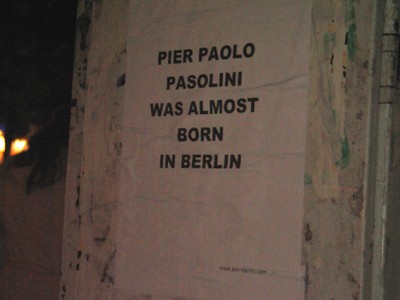 PIER PAOLO
PASOLINI
WAS ALMOST
BORN
IN BERLIN